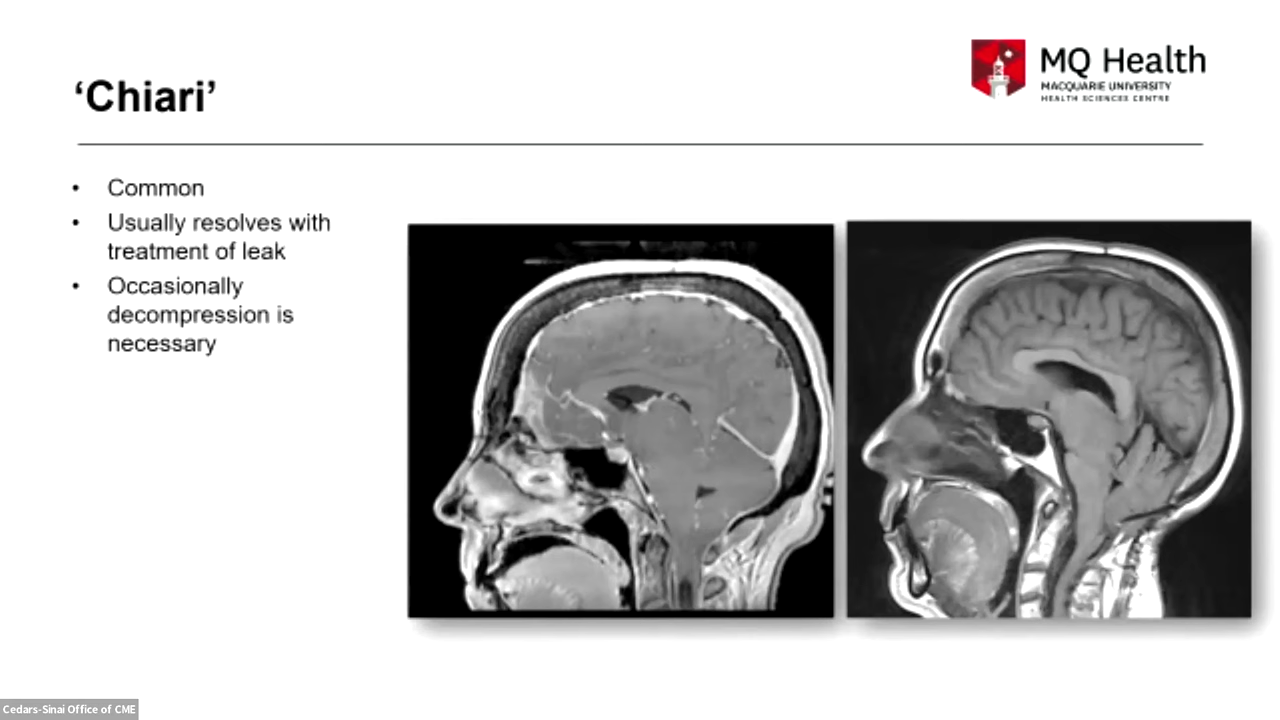 ‘Chiari’
MQ Health
MACQUARIE UNIVERSITY
HEALTH SCIENCES CENTRE
• Common
• Usually resolves with
treatment of leak
• Occasionally
decompression is
necessary
Cedars-Sinai Office of CME